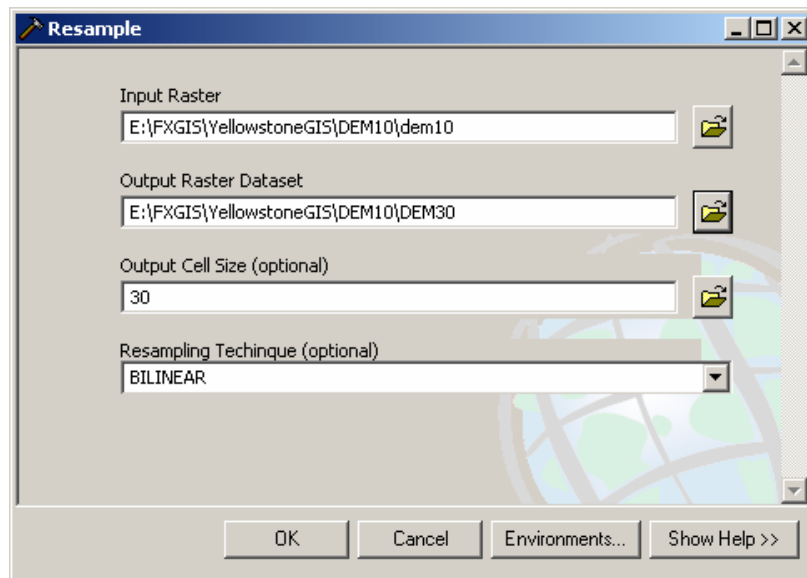 Resample
Input Raster
E:\FXGIS\YellowstoneGIS\DEM10\dem10
Output Raster Dataset
E:\FXGIS\YellowstoneGIS\DEM10\DEM30
Output Cell Size (optional)
30
Resampling Techinque (optional)
BILINEAR
OK
Cancel
Environments...
Show Help >>